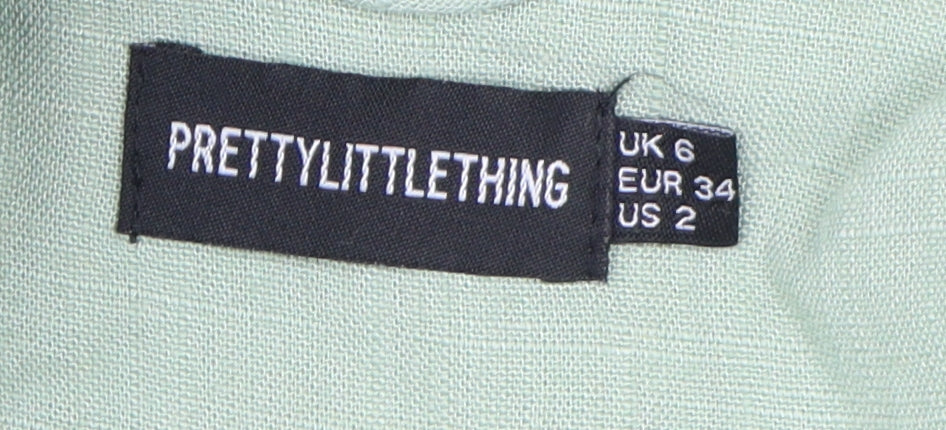 PRETTYLITTLETHING
UK 6
EUR 34
US 2